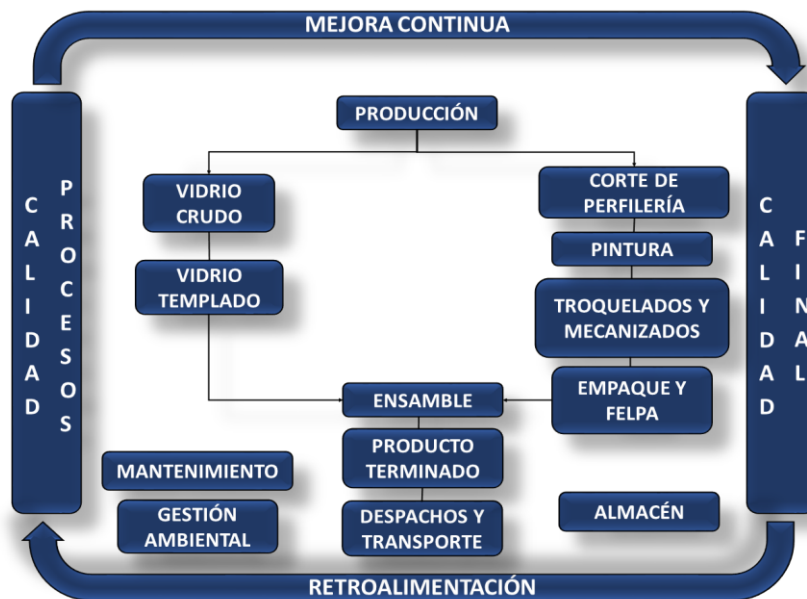 MEJORA CONTINUA
PRODUCCIÓN
VIDRIO
CRUDO
VIDRIO
TEMPLADO
CORTE DE
PERFILERÍA
PINTURA
TROQUELADOS Y
MECANIZADOS
EMPAQUE Y
FELPA
ENSAMBLE
PRODUCTO
TERMINADO
DESPACHOS Y
TRANSPORTE
MANTENIMIENTO
GESTIÓN
AMBIENTAL
ALMACÉN
CALIDAD
PROCESOS
CALIDAD
FINAL
RETROALIMENTACIÓN